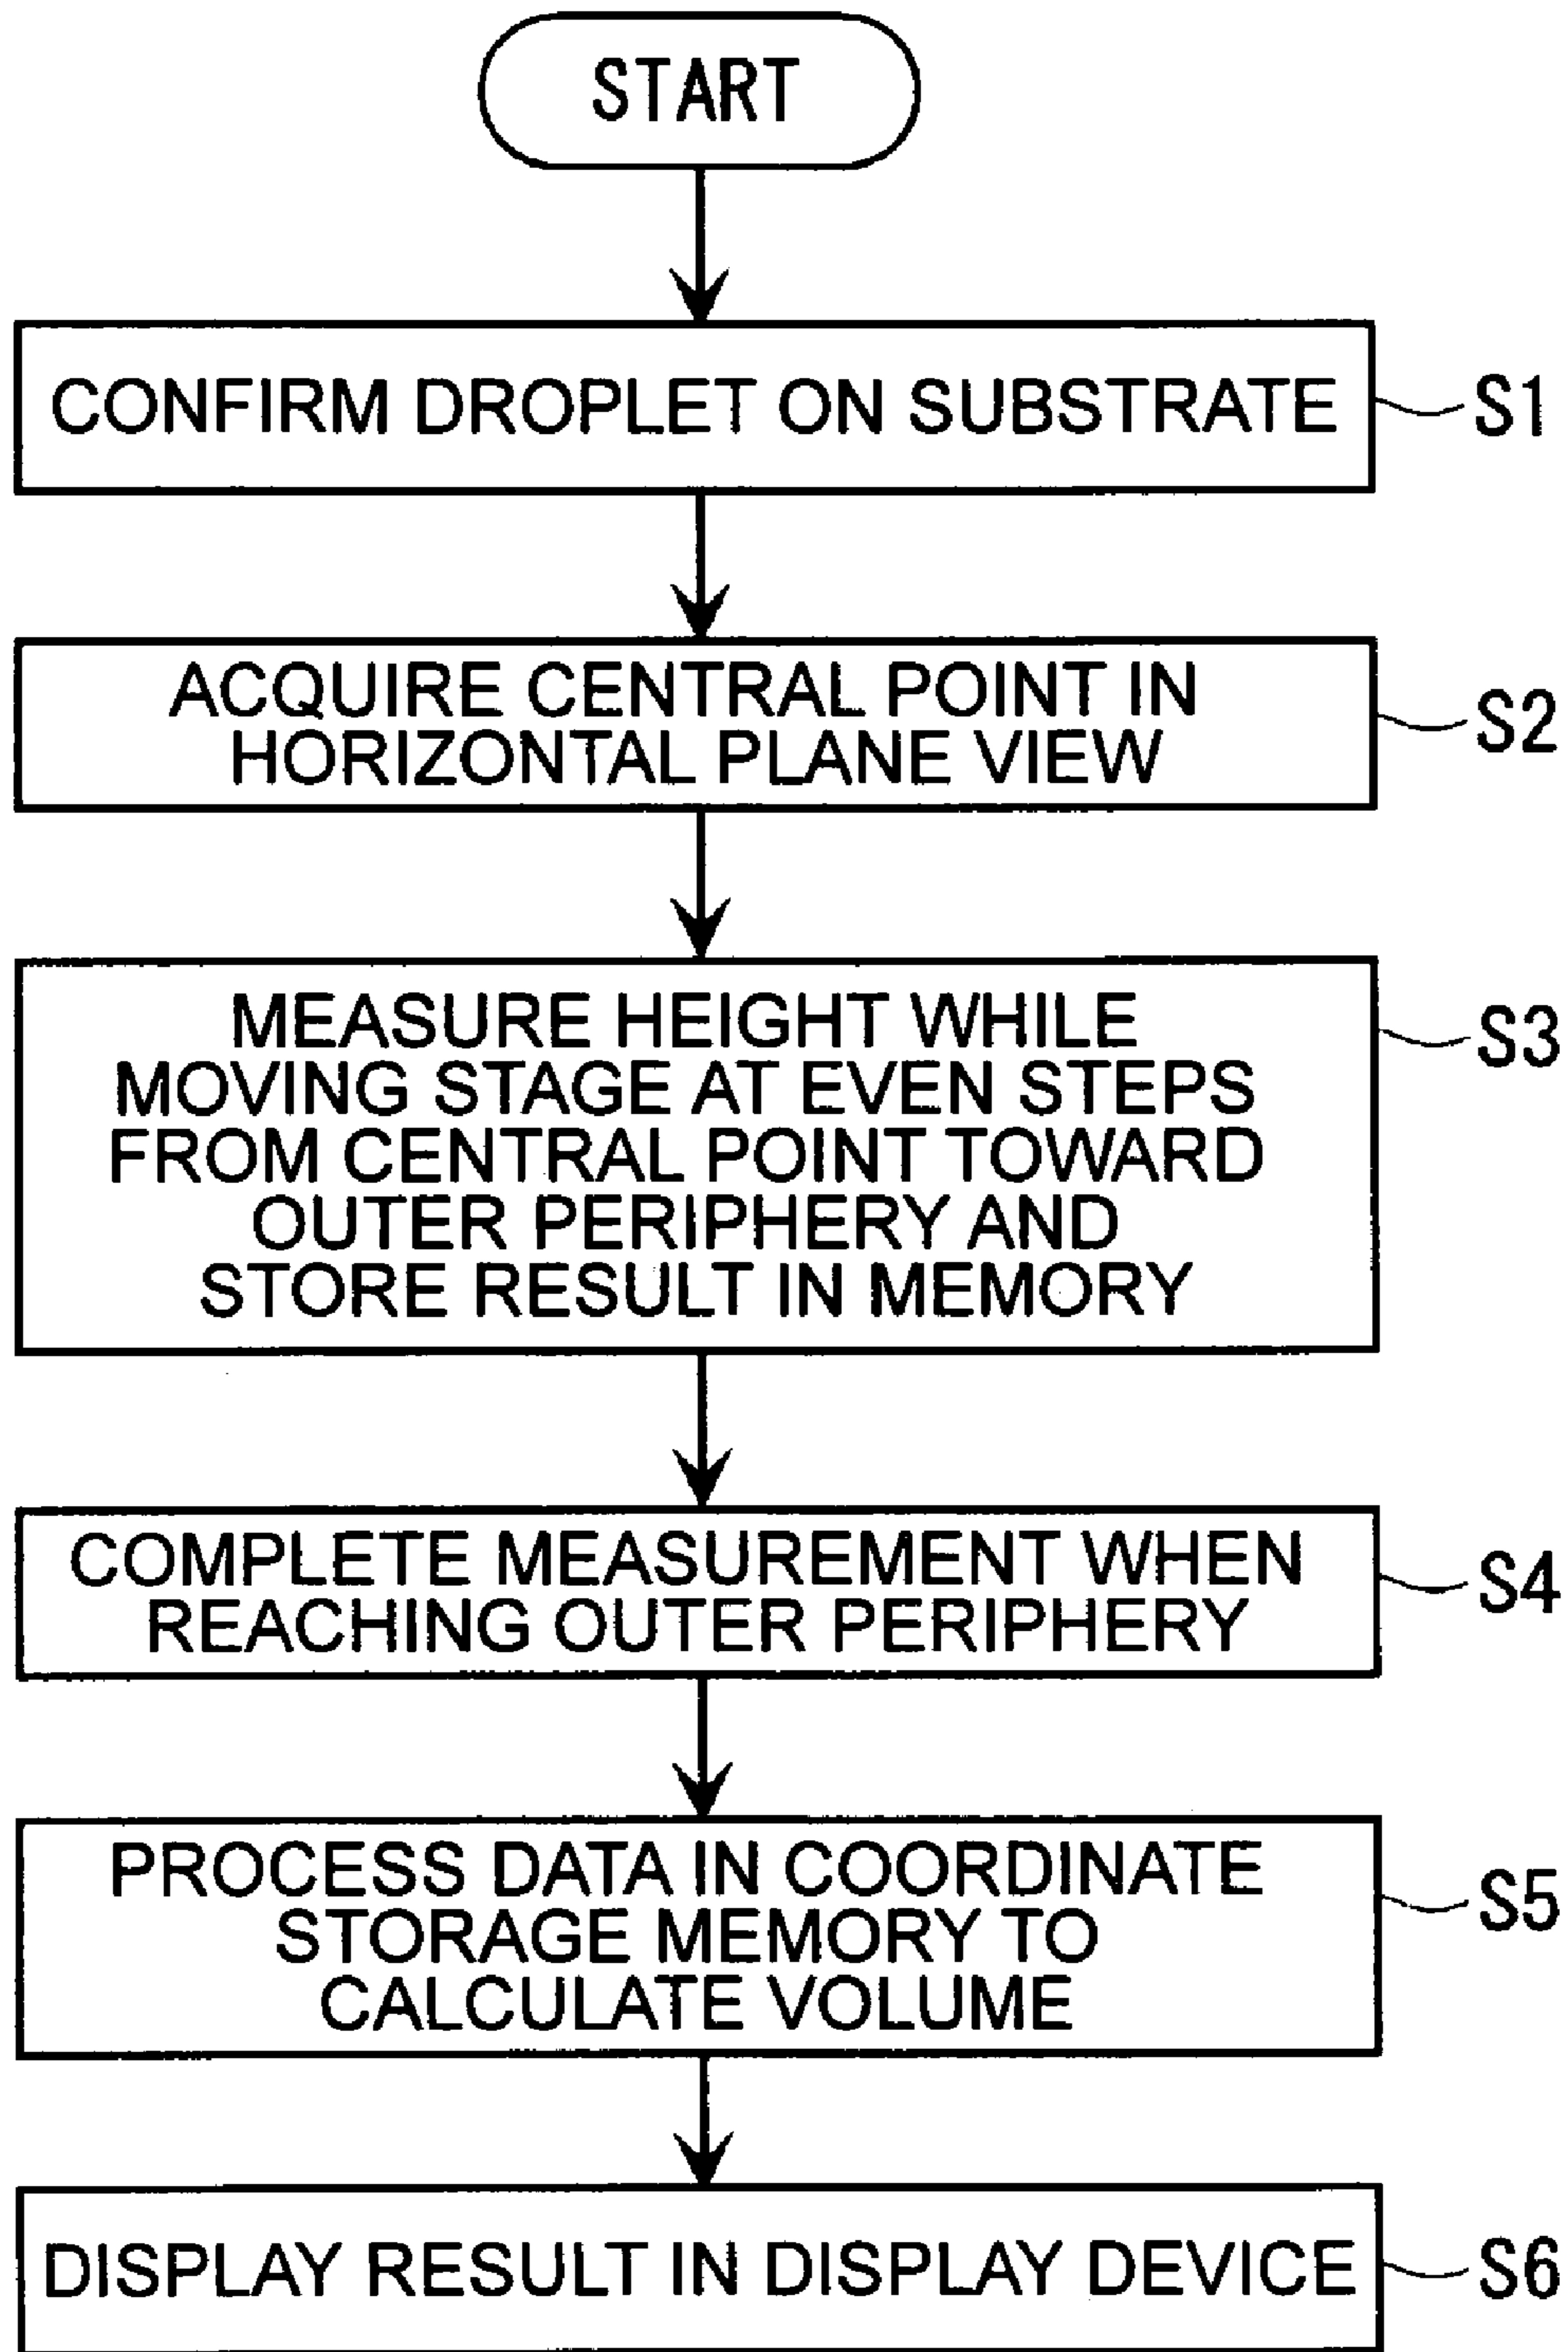 START
CONFIRM DROPLET ON SUBSTRATE
S1
ACQUIRE CENTRAL POINT IN
HORIZONTAL PLANE VIEW
S2
MEASURE HEIGHT WHILE
MOVING STAGE AT EVEN STEPS
FROM CENTRAL POINT TOWARD
OUTER PERIPHERY AND
STORE RESULT IN MEMORY
S3
COMPLETE MEASUREMENT WHEN
REACHING OUTER PERIPHERY
S4
PROCESS DATA IN COORDINATE
STORAGE MEMORY TO
CALCULATE VOLUME
S5
DISPLAY RESULT IN DISPLAY DEVICE
S6